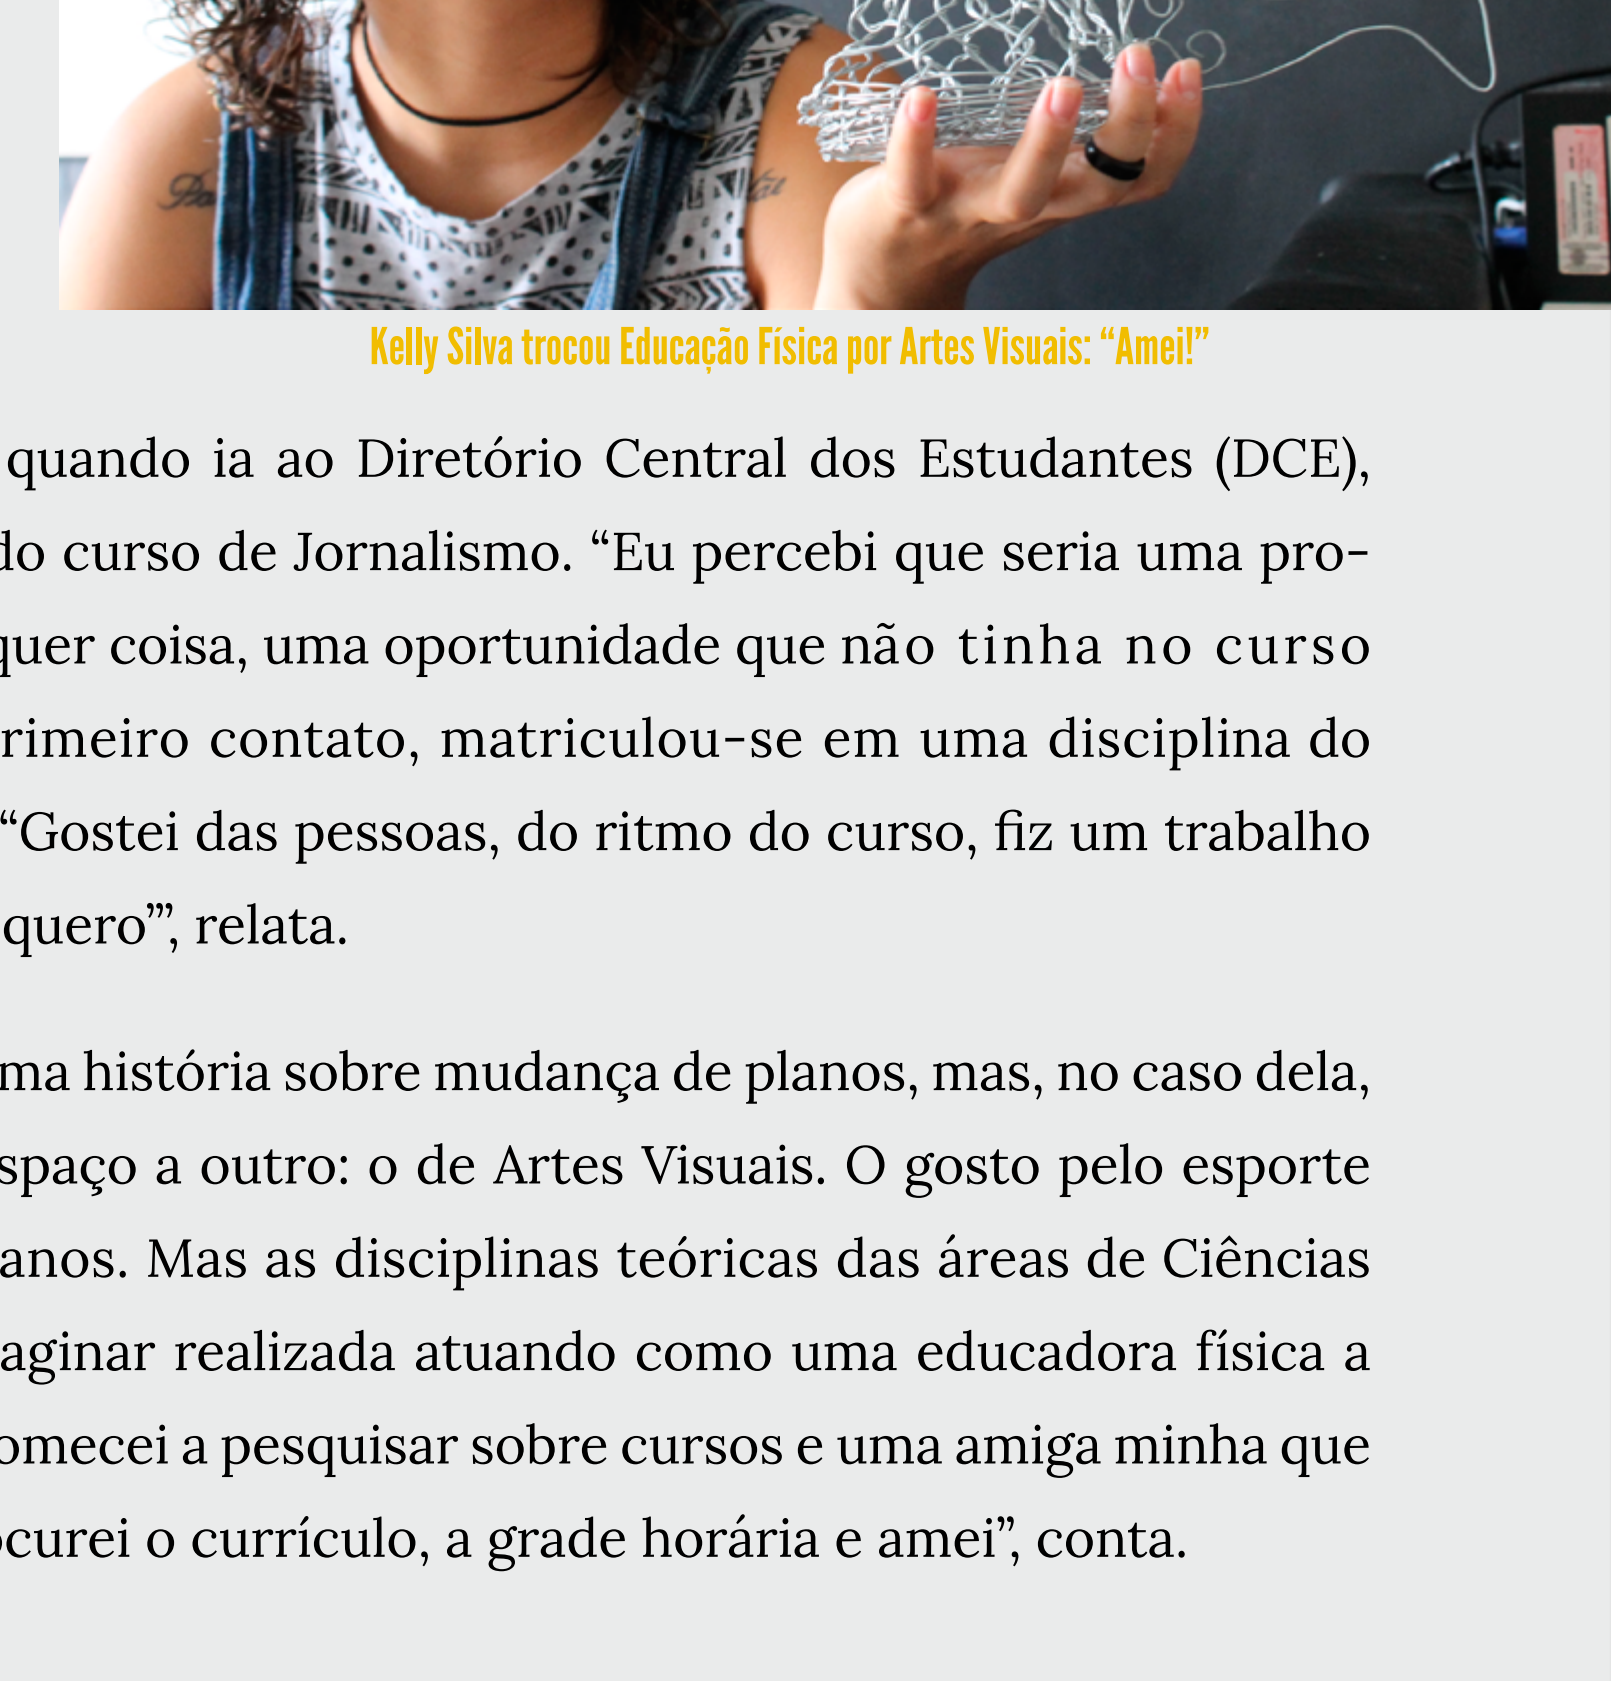 Kelly Silva trocou Educação Física por Artes Visuais: “Amei!”
quando ia ao Diretório Central dos Estudantes (DCE),
do curso de Jornalismo. “Eu percebi que seria uma pro-
quer coisa, uma oportunidade que não tinha no curso
rimeiro contato, matriculou-se em uma disciplina do
“Gostei das pessoas, do ritmo do curso, fiz um trabalho
quero’”, relata.
ma história sobre mudança de planos, mas, no caso dela,
spaço a outro: o de Artes Visuais. O gosto pelo esporte
anos. Mas as disciplinas teóricas das áreas de Ciências
aginar realizada atuando como uma educadora física a
omecei a pesquisar sobre cursos e uma amiga minha que
ocurei o currículo, a grade horária e amei”, conta.